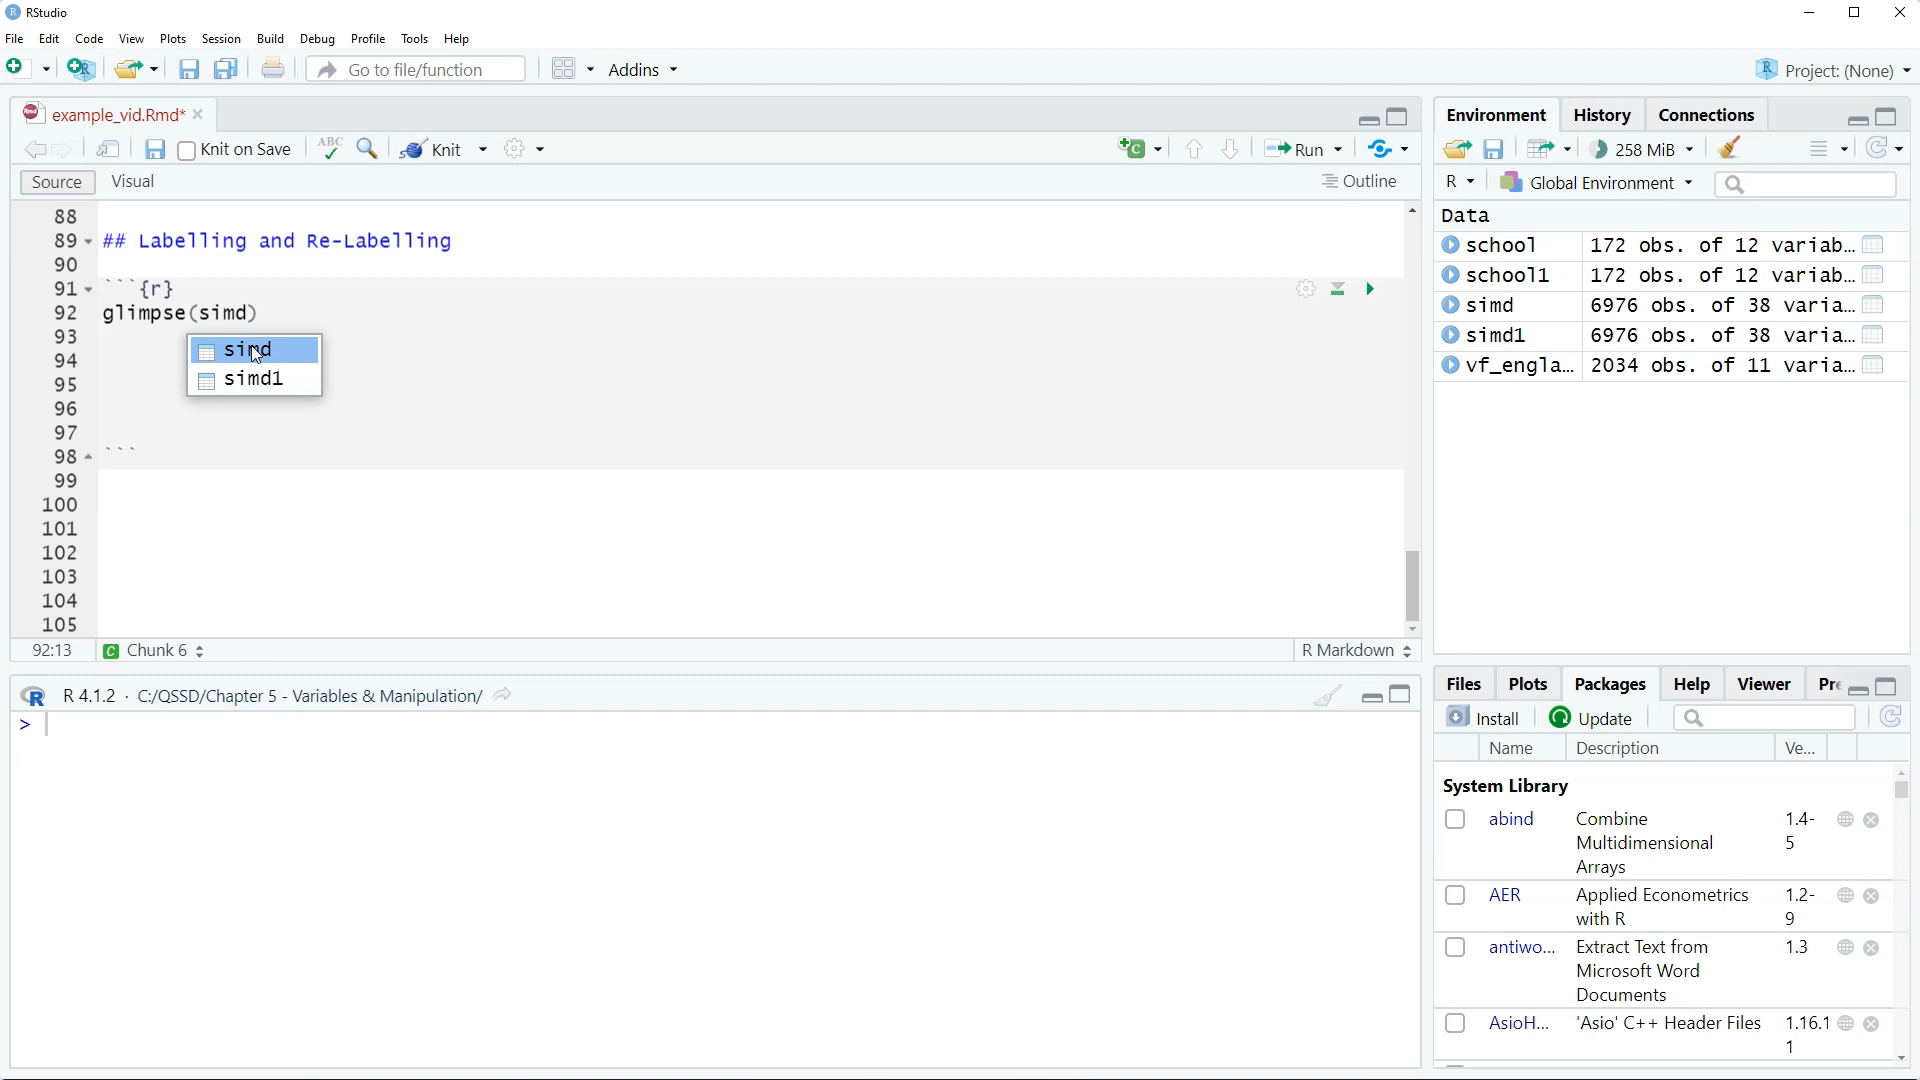 RStudio
File Edit Code View Plots Session Build Debug Profile Tools Help
Go to file/function Addins Project: (None)
example_vid.Rmd*
Knit on Save ABC Knit Run
Source Visual Outline
88
89 ## Labelling and Re-Labelling
90
91 ```{r}
92 glimpse(simd)
93
simd
94
simd1
95
96
97
98 ```
99
100
101
102
103
104
105
92:13 C Chunk 6 R Markdown
R 4.1.2 · C:/QSSD/Chapter 5 - Variables & Manipulation/
>
Environment History Connections
258 MiB
R Global Environment
Data
school 172 obs. of 12 variab…
school1 172 obs. of 12 variab…
simd 6976 obs. of 38 varia…
simd1 6976 obs. of 38 varia…
vf_engla… 2034 obs. of 11 varia…
Files Plots Packages Help Viewer Pre
Install Update
Name Description Ve...
System Library
abind Combine 1.4-
Multidimensional 5
Arrays
AER Applied Econometrics 1.2-
with R 9
antiwo... Extract Text from 1.3
Microsoft Word
Documents
AsioH... 'Asio' C++ Header Files 1.16.1
1